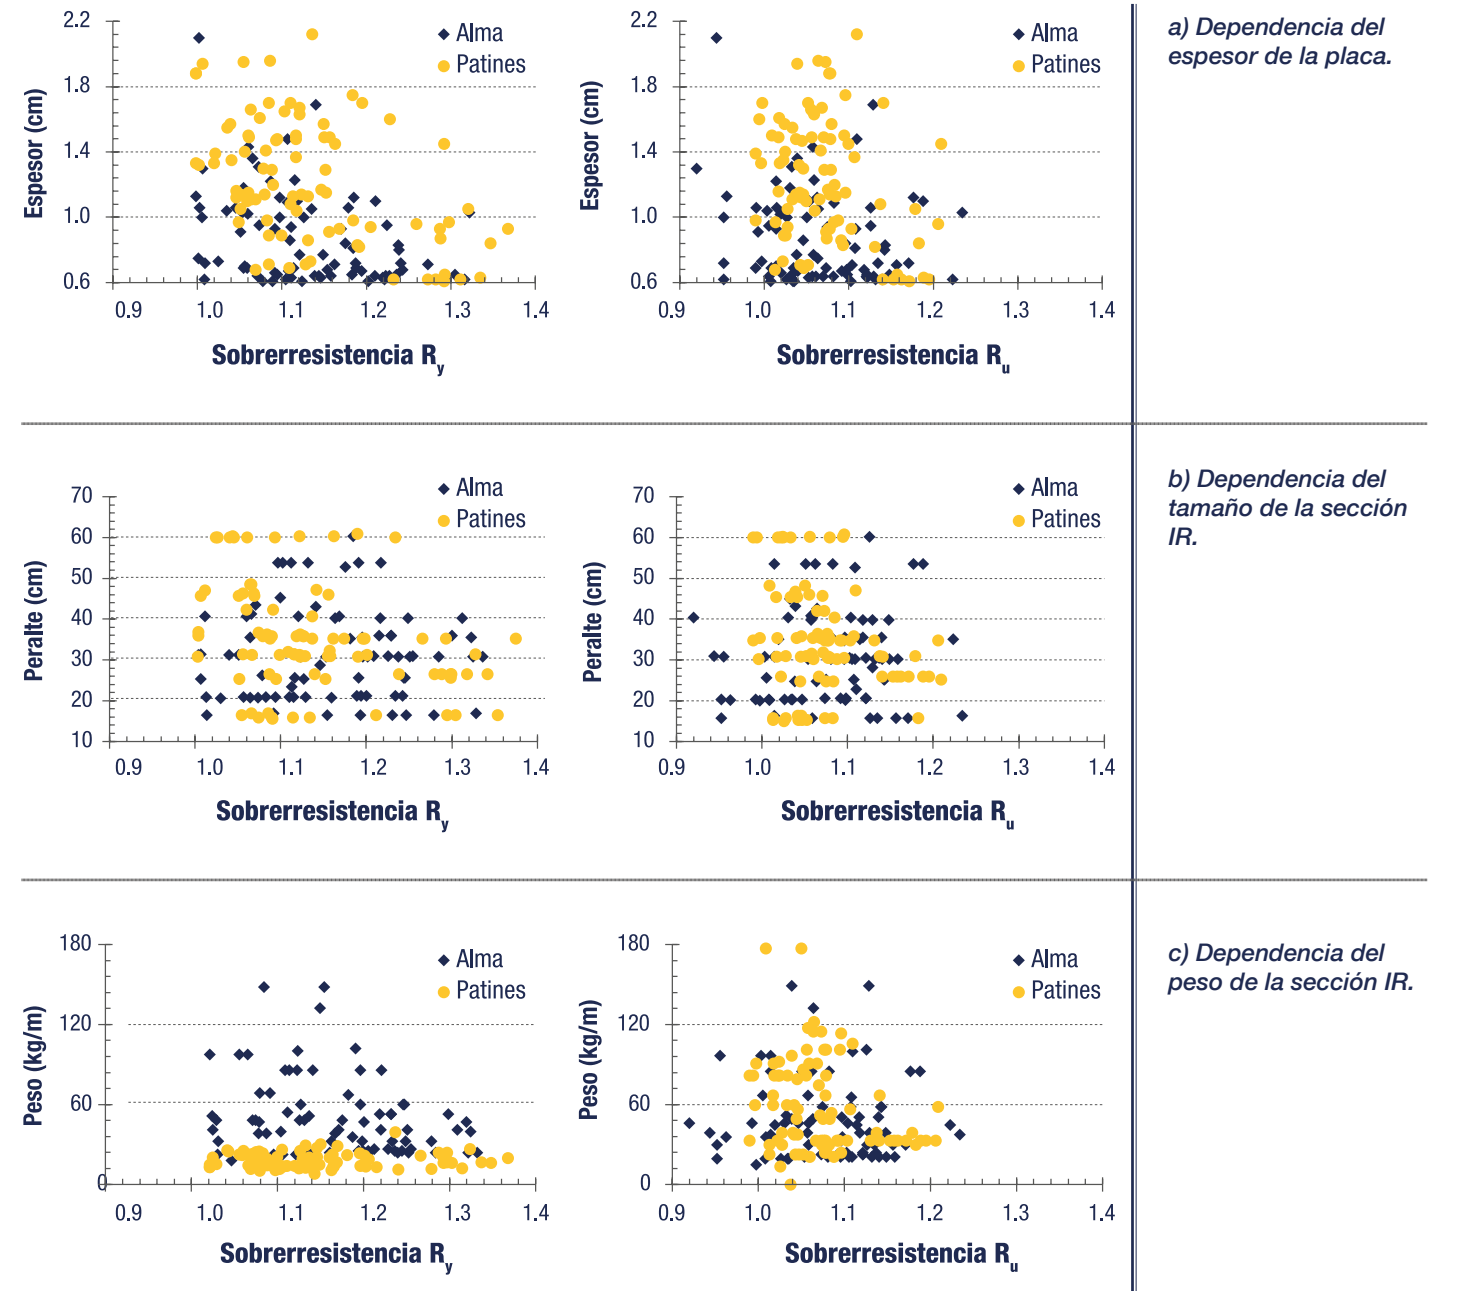 2.2
1.8
1.4
1.0
0.6
Espesor (cm)
Alma
Patines
0.9 1.0 1.1 1.2 1.3 1.4
Sobrerresistencia Ry
2.2
1.8
1.4
1.0
0.6
Espesor (cm)
Alma
Patines
0.9 1.0 1.1 1.2 1.3 1.4
Sobrerresistencia Ru
a) Dependencia del
espesor de la placa.
70
60
50
40
30
20
10
Peralte (cm)
Alma
Patines
0.9 1.0 1.1 1.2 1.3 1.4
Sobrerresistencia Ry
70
60
50
40
30
20
10
Peralte (cm)
Alma
Patines
0.9 1.0 1.1 1.2 1.3 1.4
Sobrerresistencia Ru
b) Dependencia del
tamaño de la sección
IR.
180
120
60
0
Peso (kg/m)
Alma
Patines
0.9 1.0 1.1 1.2 1.3 1.4
Sobrerresistencia Ry
180
120
60
0
Peso (kg/m)
Alma
Patines
0.9 1.0 1.1 1.2 1.3 1.4
Sobrerresistencia Ru
c) Dependencia del
peso de la sección IR.